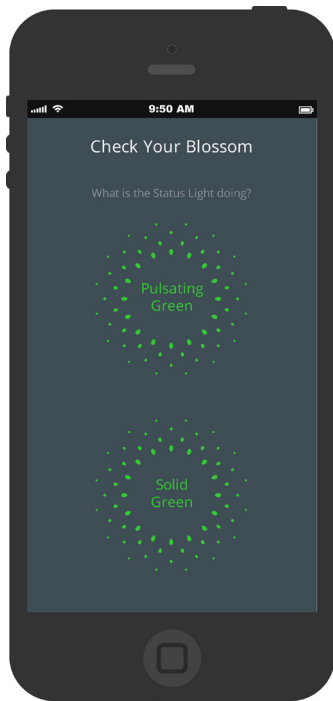 9:50 AM
Check Your Blossom
What is the Status Light doing?
Pulsating
Green
Solid
Green